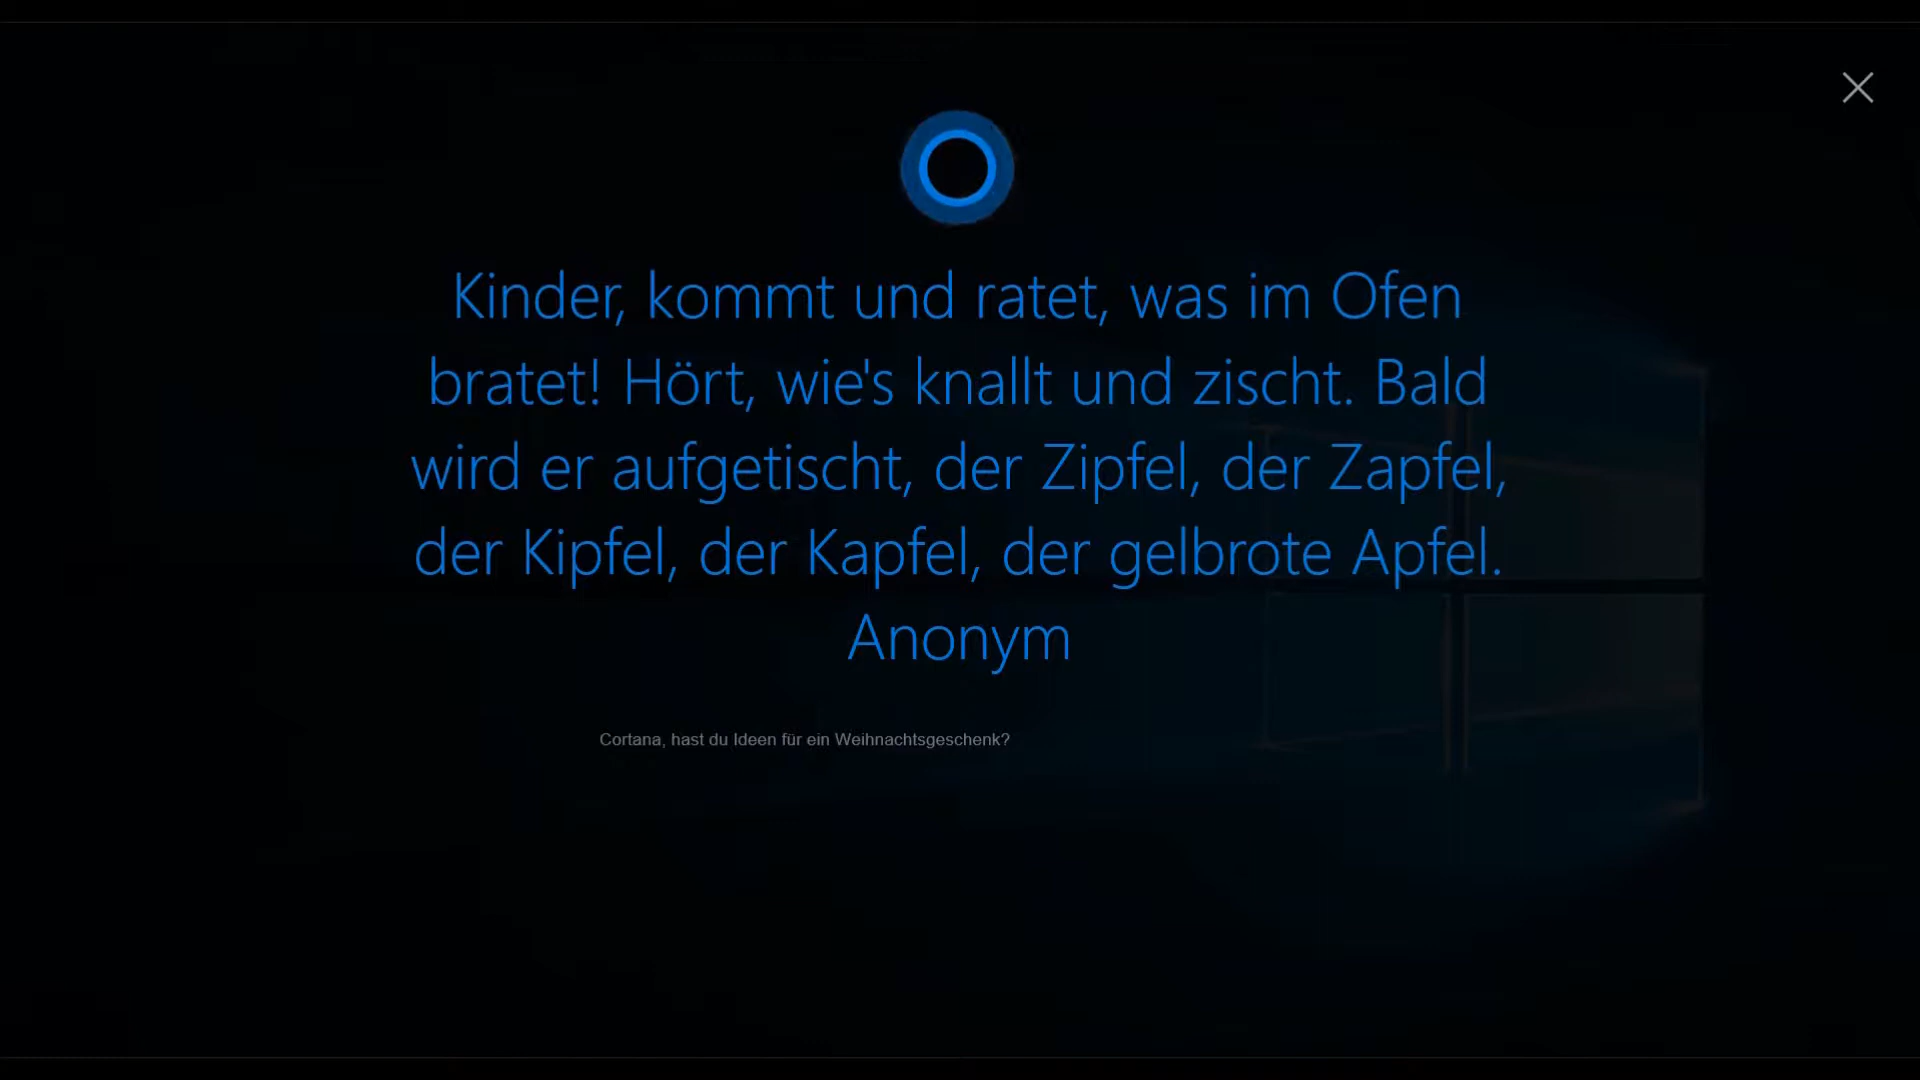 Kinder, kommt und ratet, was im Ofen
bratet! Hört, wie's knallt und zischt. Bald
wird er aufgetischt, der Zipfel, der Zapfel,
der Kipfel, der Kapfel, der gelbrote Apfel.
Anonym
Cortana, hast du Ideen für ein Weihnachtsgeschenk?